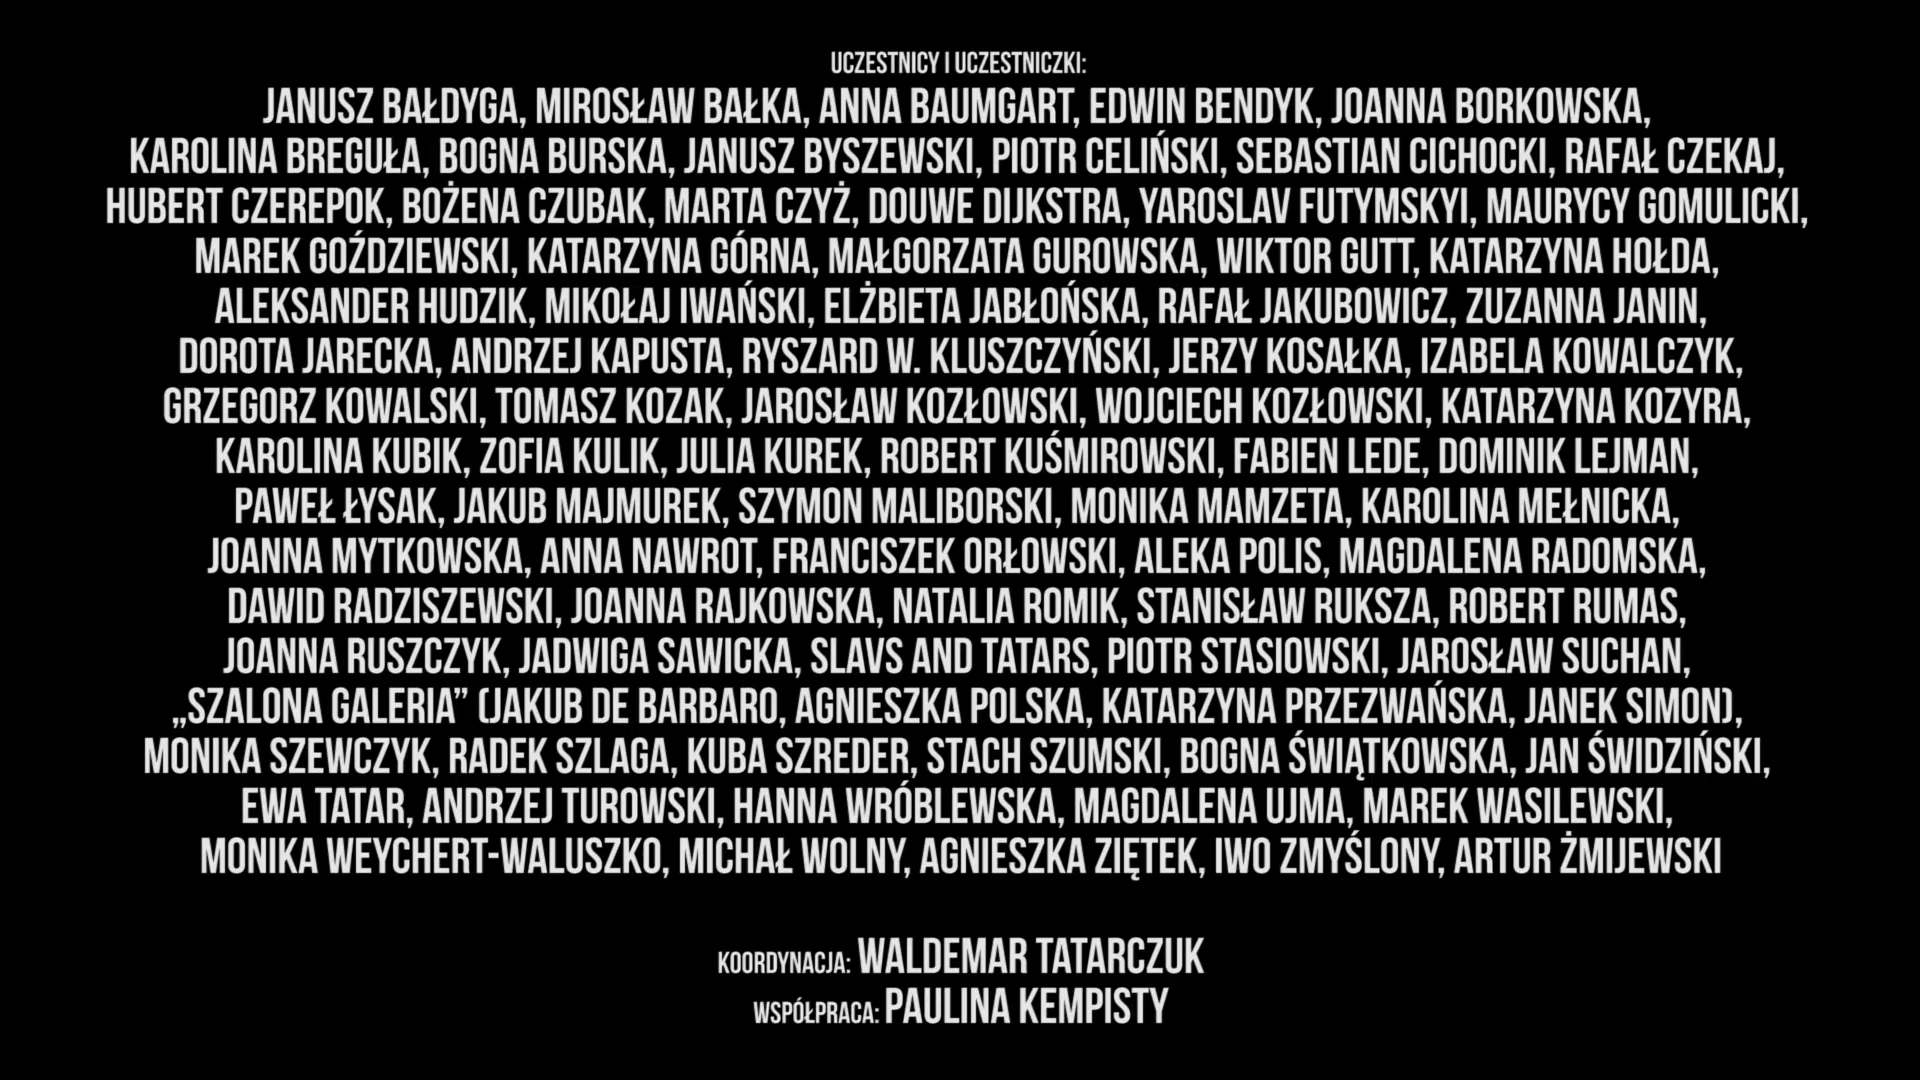 UCZESTNICY I UCZESTNICZKI:
JANUSZ BAŁDYGA, MIROSŁAW BAŁKA, ANNA BAUMGART, EDWIN BENDYK, JOANNA BORKOWSKA,
KAROLINA BREGUŁA, BOGNA BURSKA, JANUSZ BYSZEWSKI, PIOTR CELIŃSKI, SEBASTIAN CICHOCKI, RAFAŁ CZEKAJ,
HUBERT CZEREPOK, BOŻENA CZUBAK, MARTA CZYŻ, DOUWE DIJKSTRA, YAROSLAV FUTYMSKYI, MAURYCY GOMULICKI,
MAREK GOŹDZIEWSKI, KATARZYNA GÓRNA, MAŁGORZATA GUROWSKA, WIKTOR GUTT, KATARZYNA HOŁDA,
ALEKSANDER HUDZIK, MIKOŁAJ IWAŃSKI, ELŻBIETA JABŁOŃSKA, RAFAŁ JAKUBOWICZ, ZUZANNA JANIN,
DOROTA JARECKA, ANDRZEJ KAPUSTA, RYSZARD W. KLUSZCZYŃSKI, JERZY KOSAŁKA, IZABELA KOWALCZYK,
GRZEGORZ KOWALSKI, TOMASZ KOZAK, JAROSŁAW KOZŁOWSKI, WOJCIECH KOZŁOWSKI, KATARZYNA KOZYRA,
KAROLINA KUBIK, ZOFIA KULIK, JULIA KUREK, ROBERT KUŚMIROWSKI, FABIEN LEDE, DOMINIK LEJMAN,
PAWEŁ ŁYSAK, JAKUB MAJMUREK, SZYMON MALIBORSKI, MONIKA MAMZETA, KAROLINA MEŁNICKA,
JOANNA MYTKOWSKA, ANNA NAWROT, FRANCISZEK ORŁOWSKI, ALEKA POLIS, MAGDALENA RADOMSKA,
DAWID RADZISZEWSKI, JOANNA RAJKOWSKA, NATALIA ROMIK, STANISŁAW RUKSZA, ROBERT RUMAS,
JOANNA RUSZCZYK, JADWIGA SAWICKA, SLAVS AND TATARS, PIOTR STASIOWSKI, JAROSŁAW SUCHAN,
„SZALONA GALERIA” (JAKUB DE BARBARO, AGNIESZKA POLSKA, KATARZYNA PRZEZWAŃSKA, JANEK SIMON),
MONIKA SZEWCZYK, RADEK SZLAGA, KUBA SZREDER, STACH SZUMSKI, BOGNA ŚWIĄTKOWSKA, JAN ŚWIDZIŃSKI,
EWA TATAR, ANDRZEJ TUROWSKI, HANNA WRÓBLEWSKA, MAGDALENA UJMA, MAREK WASILEWSKI,
MONIKA WEYCHERT-WALUSZKO, MICHAŁ WOLNY, AGNIESZKA ZIĘTEK, IWO ZMYŚLONY, ARTUR ŻMIJEWSKI
KOORDYNACJA: WALDEMAR TATARCZUK
WSPÓŁPRACA: PAULINA KEMPISTY